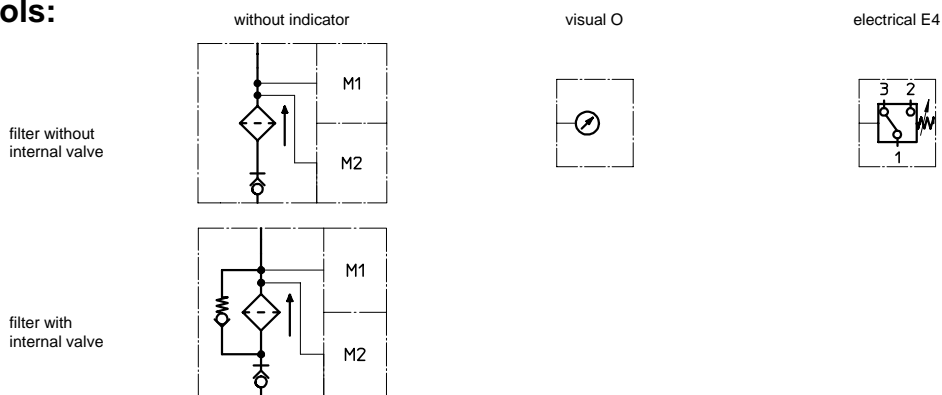 ols:
without indicator
visual O
electrical E4
M1
3 2
filter without
internal valve
M2
1
M1
filter with
internal valve
M2